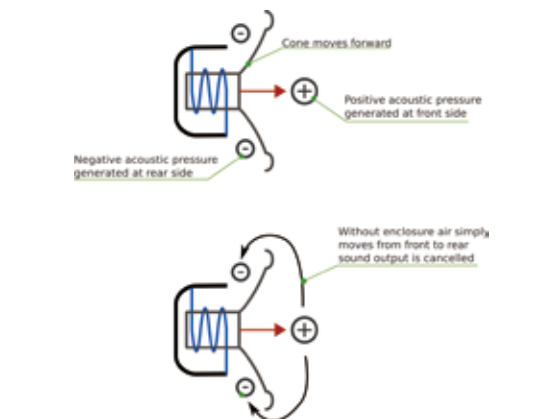 Cone moves forward
Positive acoustic pressure
generated at front side
Negative acoustic pressure
generated at rear side
Without enclosure air simply
moves from front to rear
sound output is cancelled